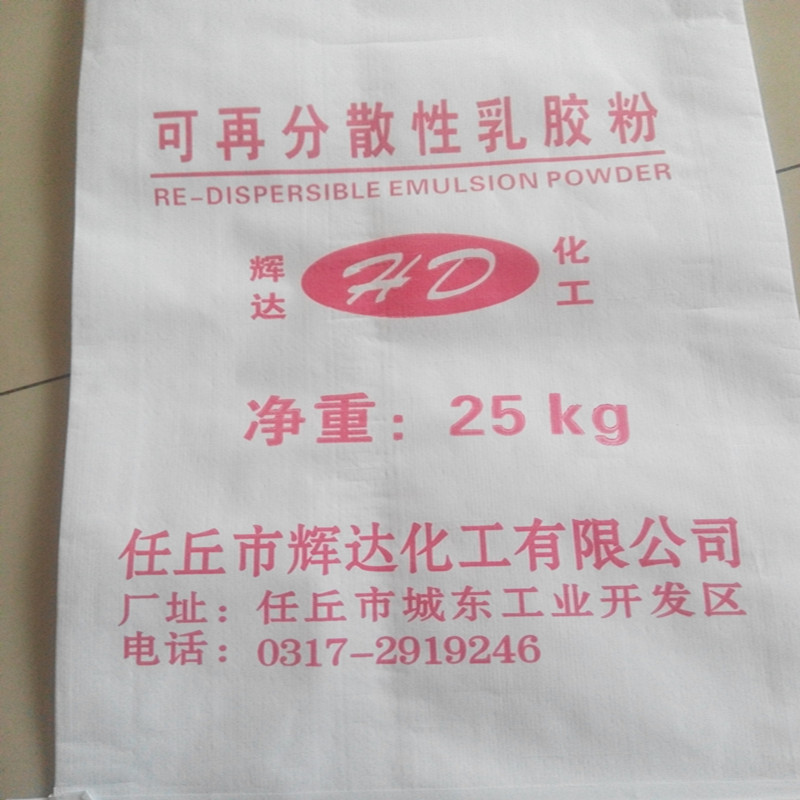 可再分散性乳胶粉
RE-DISPERSIBLE EMULSION POWDER
辉达 HD 化工
净重：25kg
任丘市辉达化工有限公司
厂址：任丘市城东工业开发区
电话：0317-2919246